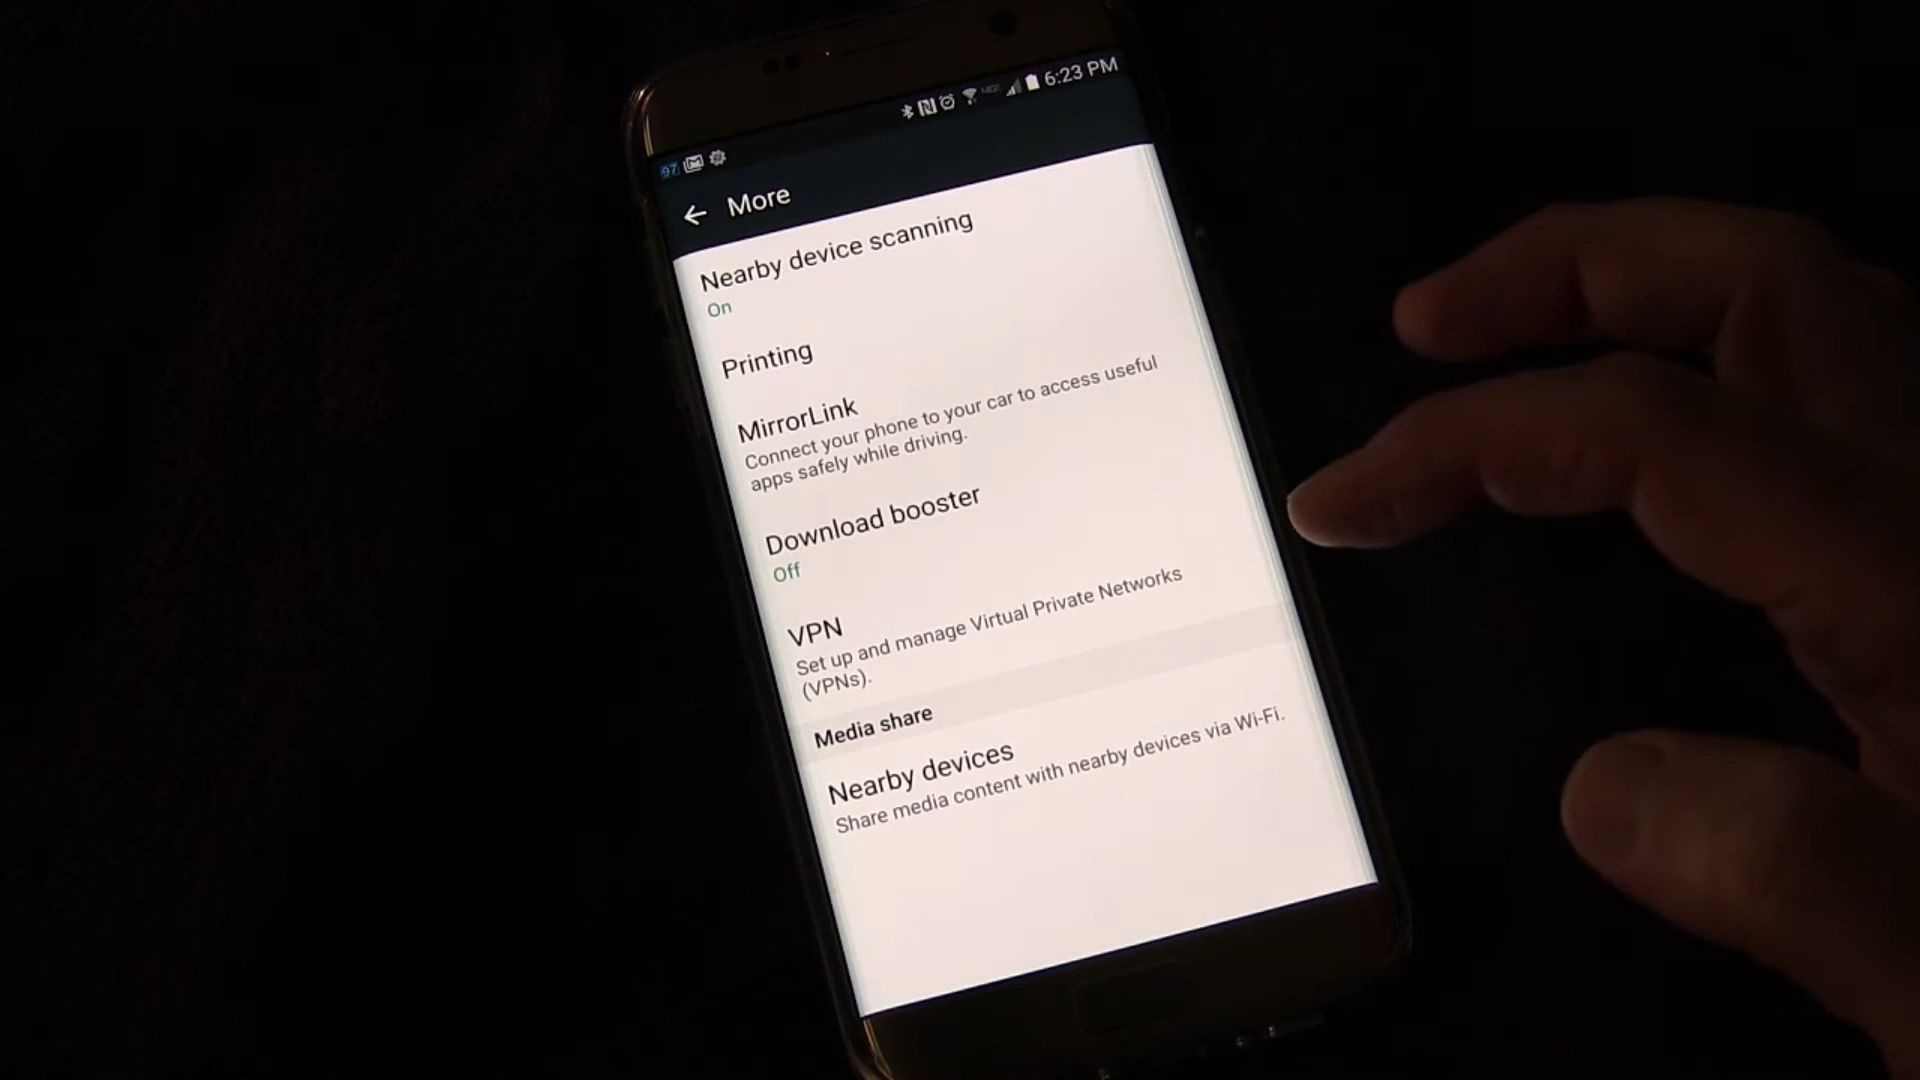 6:23 PM
97
More
Nearby device scanning
On
Printing
MirrorLink
Connect your phone to your car to access useful
apps safely while driving.
Download booster
Off
VPN
Set up and manage Virtual Private Networks
(VPNs).
Media share
Nearby devices
Share media content with nearby devices via Wi-Fi.